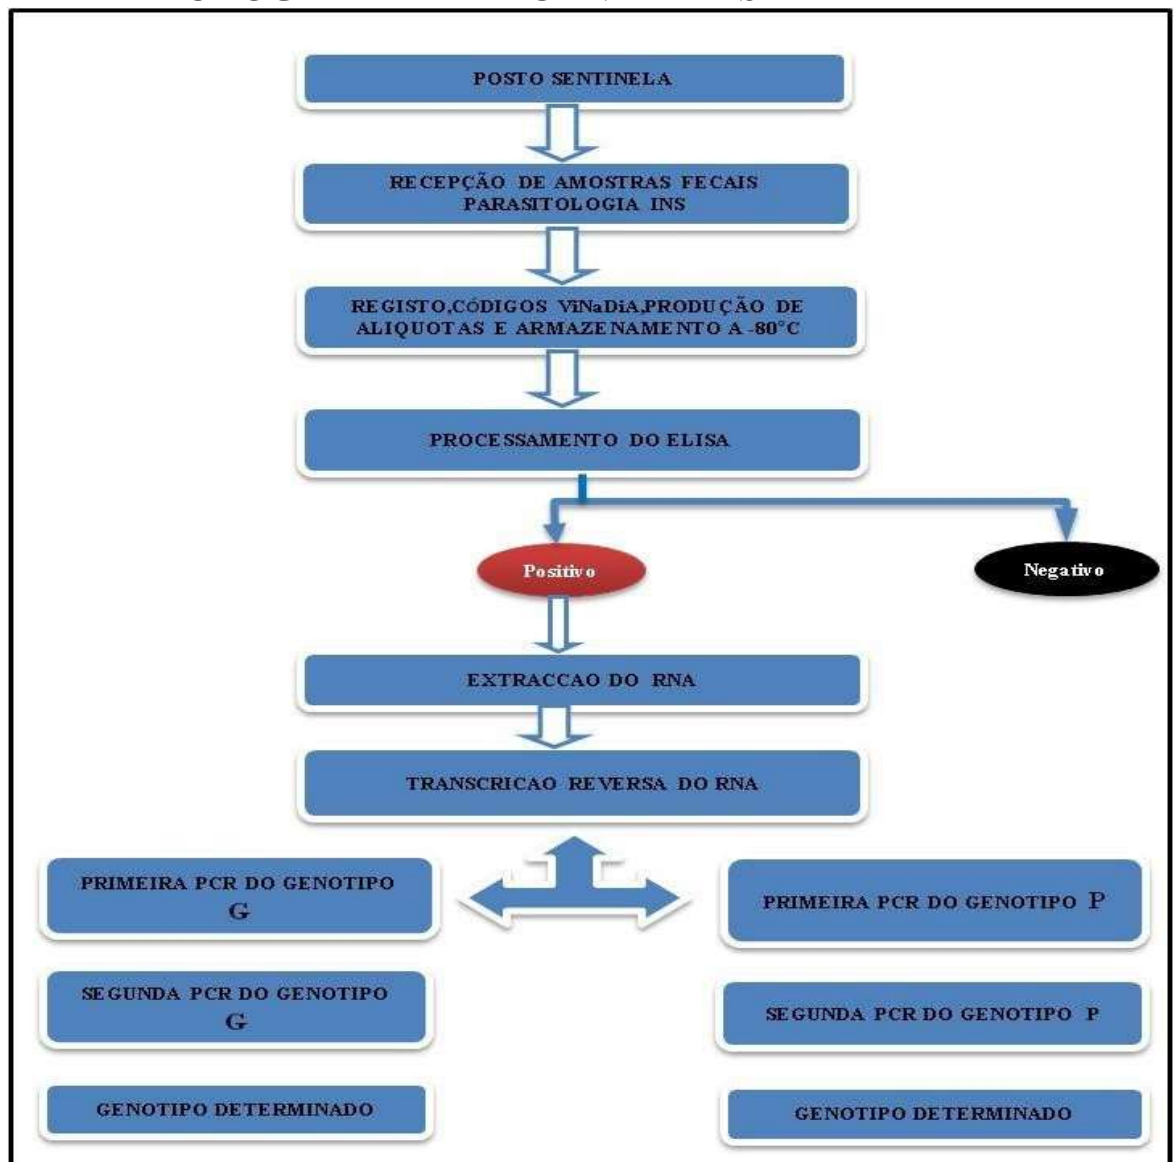 POSTO SENTINELA
RECEPÇÃO DE AMOSTRAS FECAIS
PARASITOLOGIA INS
REGISTO,CÓDIGOS ViNaDiA,PRODUÇÃO DE
ALIQUOTAS E ARMAZENAMENTO A -80°C
PROCESSAMENTO DO ELISA
Positivo
Negativo
EXTRACCAO DO RNA
TRANSCRICAO REVERSA DO RNA
PRIMEIRA PCR DO GENOTIPO
G
PRIMEIRA PCR DO GENOTIPO P
SEGUNDA PCR DO GENOTIPO
G
SEGUNDA PCR DO GENOTIPO P
GENOTIPO DETERMINADO
GENOTIPO DETERMINADO